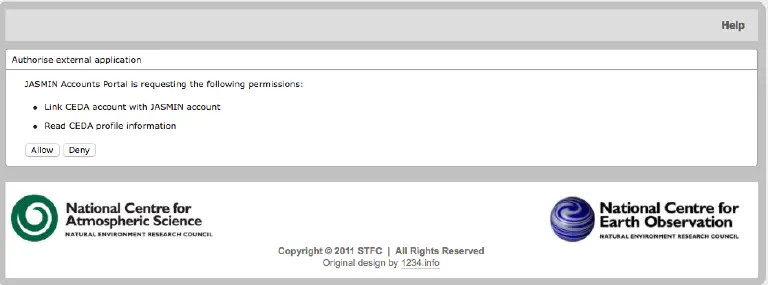 Help
Authorise external application
JASMIN Accounts Portal is requesting the following permissions:
Link CEDA account with JASMIN account
Read CEDA profile information
Allow Deny
National Centre for
Atmospheric Science
NATURAL ENVIRONMENT RESEARCH COUNCIL
National Centre for
Earth Observation
NATURAL ENVIRONMENT RESEARCH COUNCIL
Copyright © 2011 STFC | All Rights Reserved
Original design by 1234.info